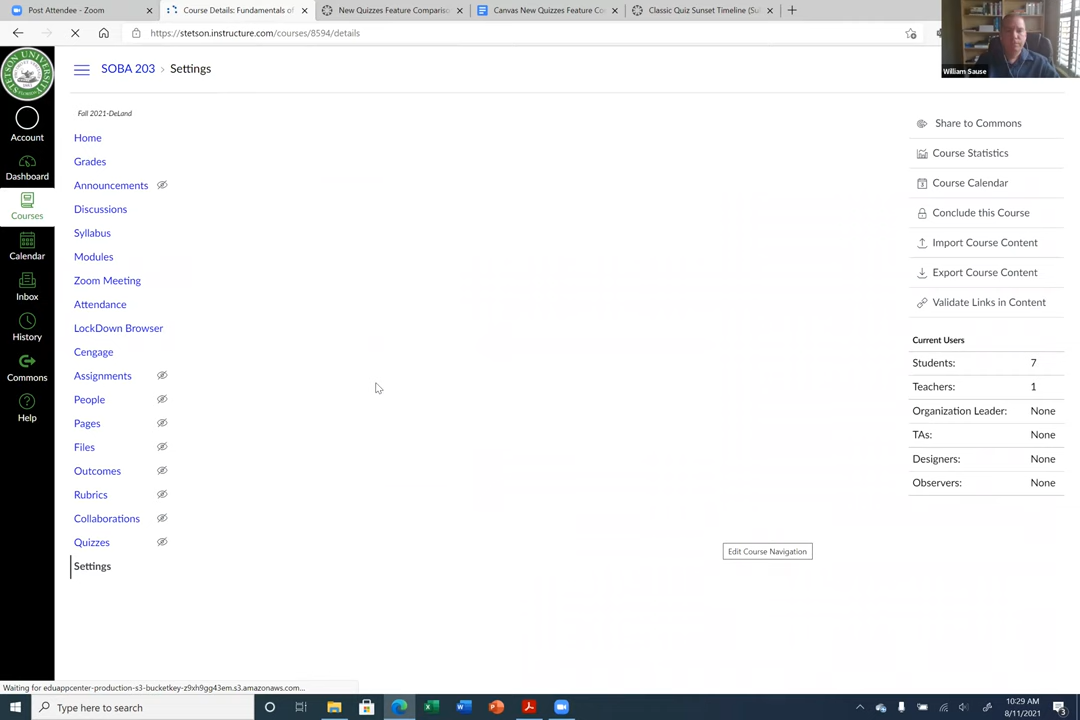 Post Attendee - Zoom
Course Details: Fundamentals of
New Quizzes Feature Comparison
Canvas New Quizzes Feature Co
Classic Quiz Sunset Timeline (Su
https://stetson.instructure.com/courses/8594/details
William Sause
STETSON UNIVERSITY
SOBA 203 › Settings
Fall 2021-DeLand
Account
Dashboard
Courses
Calendar
Inbox
History
Commons
Help
Home
Grades
Announcements
Discussions
Syllabus
Modules
Zoom Meeting
Attendance
LockDown Browser
Cengage
Assignments
People
Pages
Files
Outcomes
Rubrics
Collaborations
Quizzes
Settings
Share to Commons
Course Statistics
Course Calendar
Conclude this Course
Import Course Content
Export Course Content
Validate Links in Content
Current Users
Students: 7
Teachers: 1
Organization Leader: None
TAs: None
Designers: None
Observers: None
Edit Course Navigation
Waiting for eduappcenter-production-s3-bucketkey-z9xh9gg43em.s3.amazonaws.com...
Type here to search
10:29 AM
8/11/2021
3